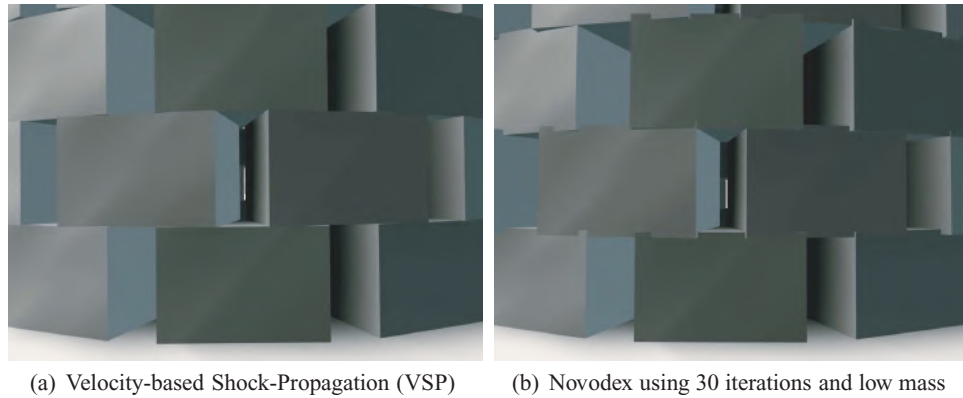 (a) Velocity-based Shock-Propagation (VSP)
(b) Novodex using 30 iterations and low mass